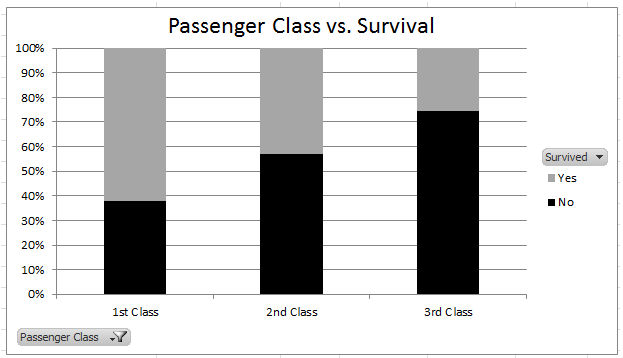 Passenger Class vs. Survival
100%
90%
80%
70%
60%
50%
40%
30%
20%
10%
0%
1st Class
2nd Class
3rd Class
Survived
Yes
No
Passenger Class